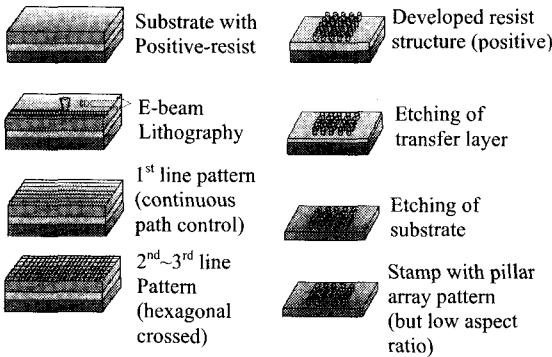 Substrate with
Positive-resist
E-beam
Lithography
1st line pattern
(continuous
path control)
2nd~3rd line
Pattern
(hexagonal
crossed)
Developed resist
structure (positive)
Etching of
transfer layer
Etching of
substrate
Stamp with pillar
array pattern
(but low aspect
ratio)